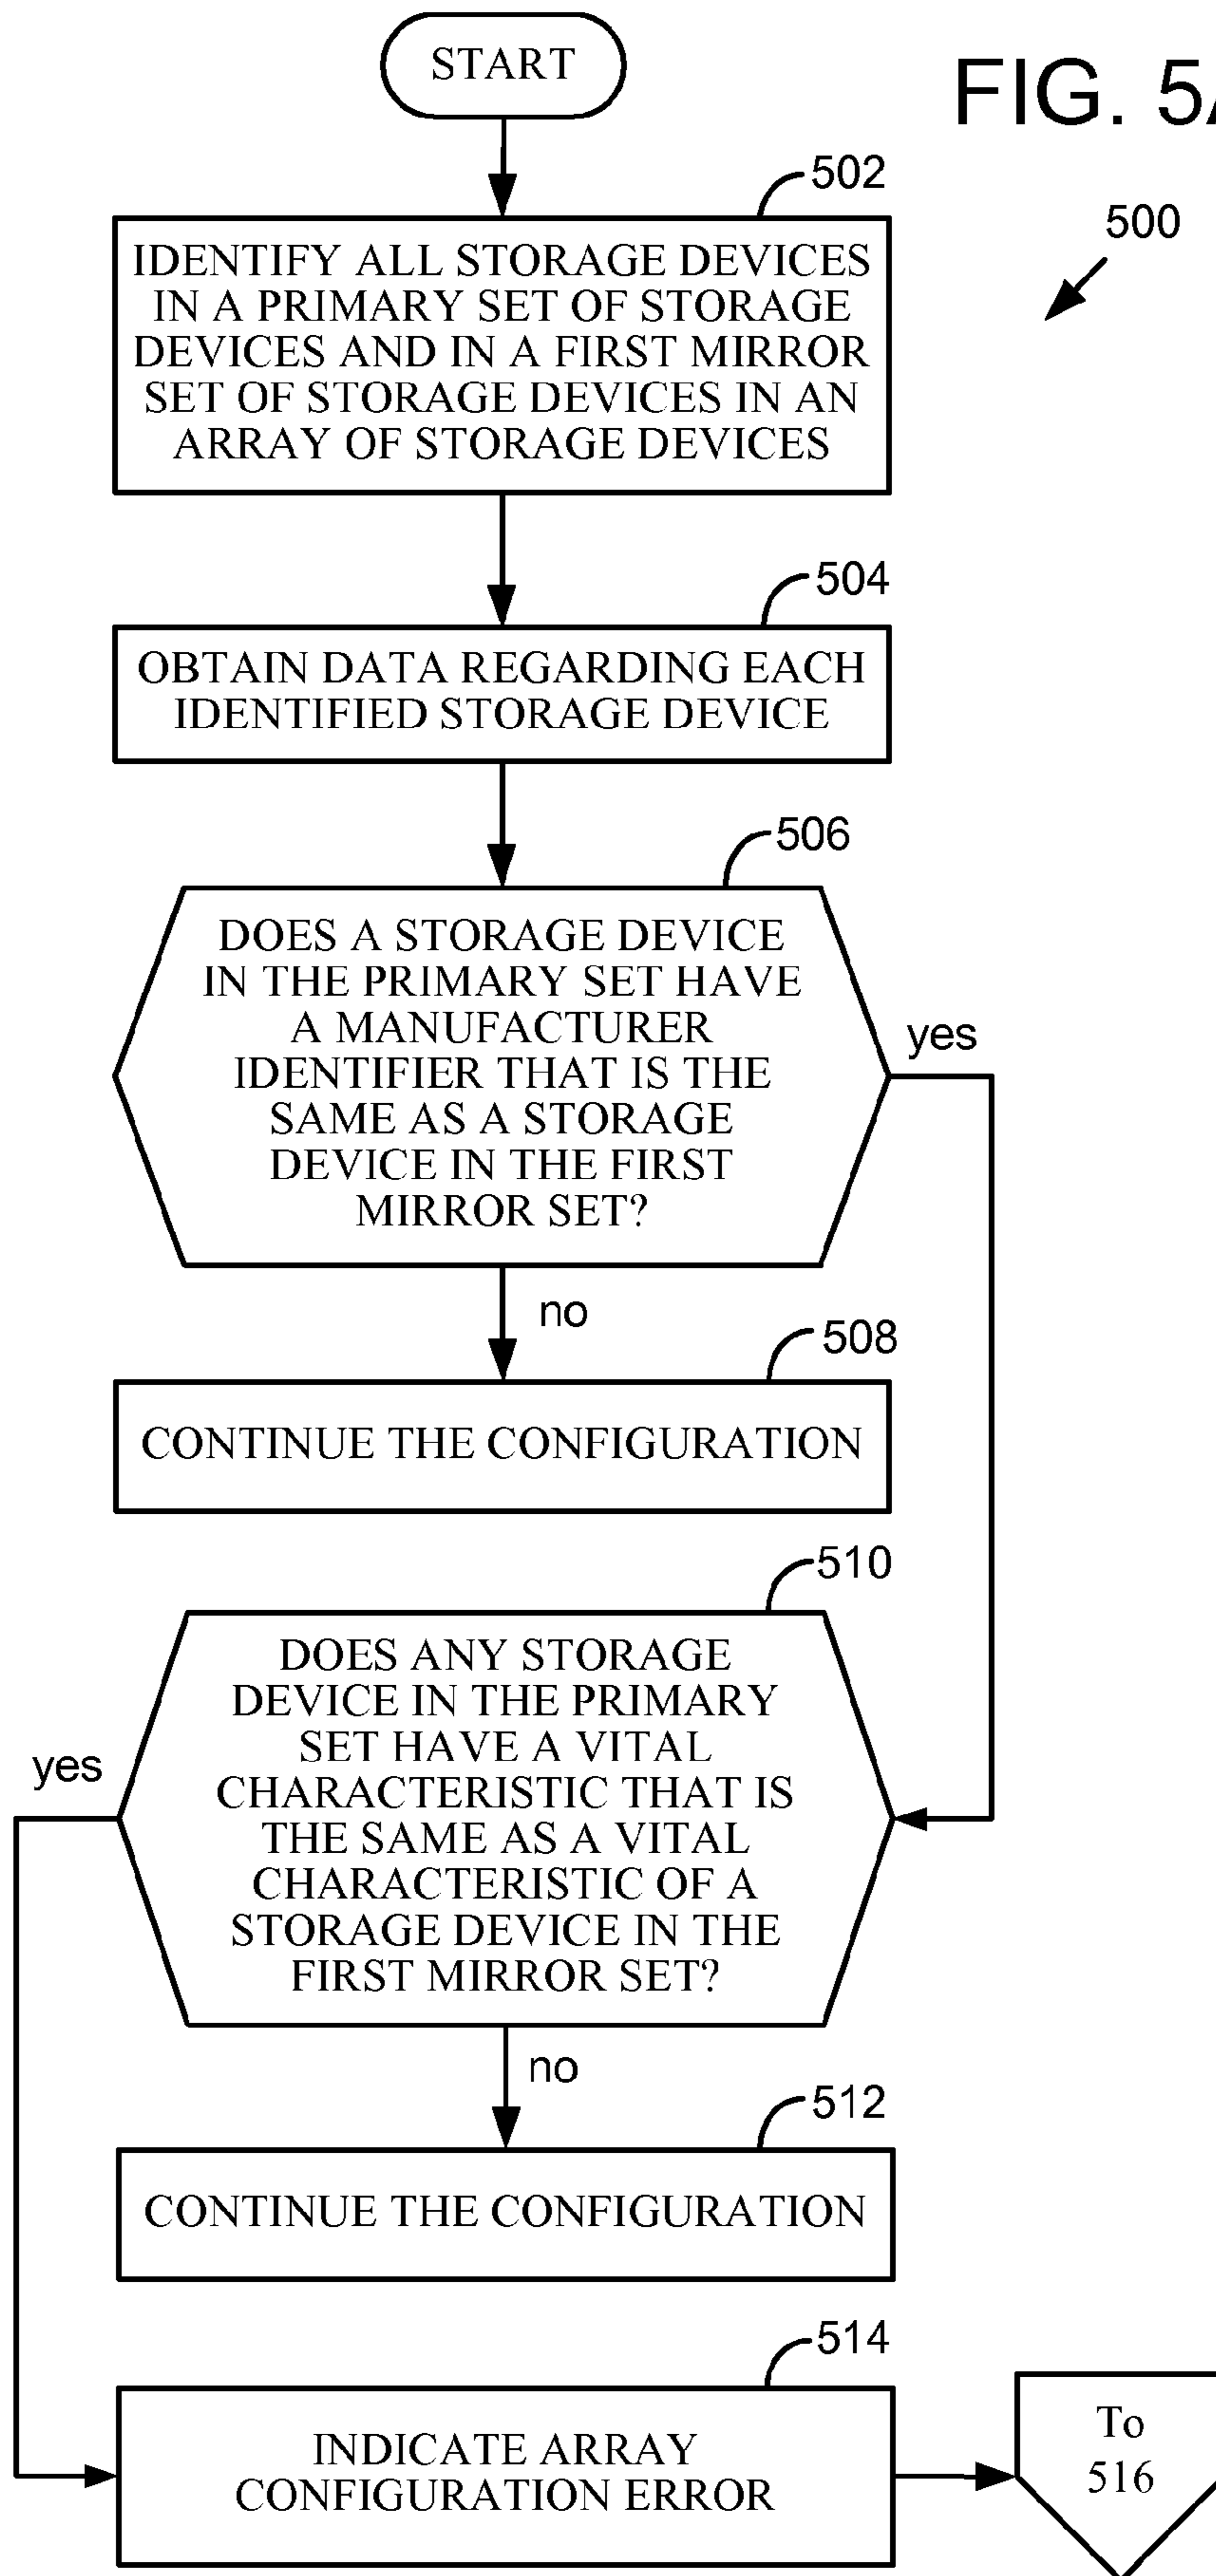 START
FIG. 5A
502
500
IDENTIFY ALL STORAGE DEVICES
IN A PRIMARY SET OF STORAGE
DEVICES AND IN A FIRST MIRROR
SET OF STORAGE DEVICES IN AN
ARRAY OF STORAGE DEVICES
504
OBTAIN DATA REGARDING EACH
IDENTIFIED STORAGE DEVICE
506
DOES A STORAGE DEVICE
IN THE PRIMARY SET HAVE
A MANUFACTURER
IDENTIFIER THAT IS THE
SAME AS A STORAGE
DEVICE IN THE FIRST
MIRROR SET?
yes
no
508
CONTINUE THE CONFIGURATION
510
DOES ANY STORAGE
DEVICE IN THE PRIMARY
SET HAVE A VITAL
CHARACTERISTIC THAT IS
THE SAME AS A VITAL
CHARACTERISTIC OF A
STORAGE DEVICE IN THE
FIRST MIRROR SET?
yes
no
512
CONTINUE THE CONFIGURATION
514
INDICATE ARRAY
CONFIGURATION ERROR
To
516